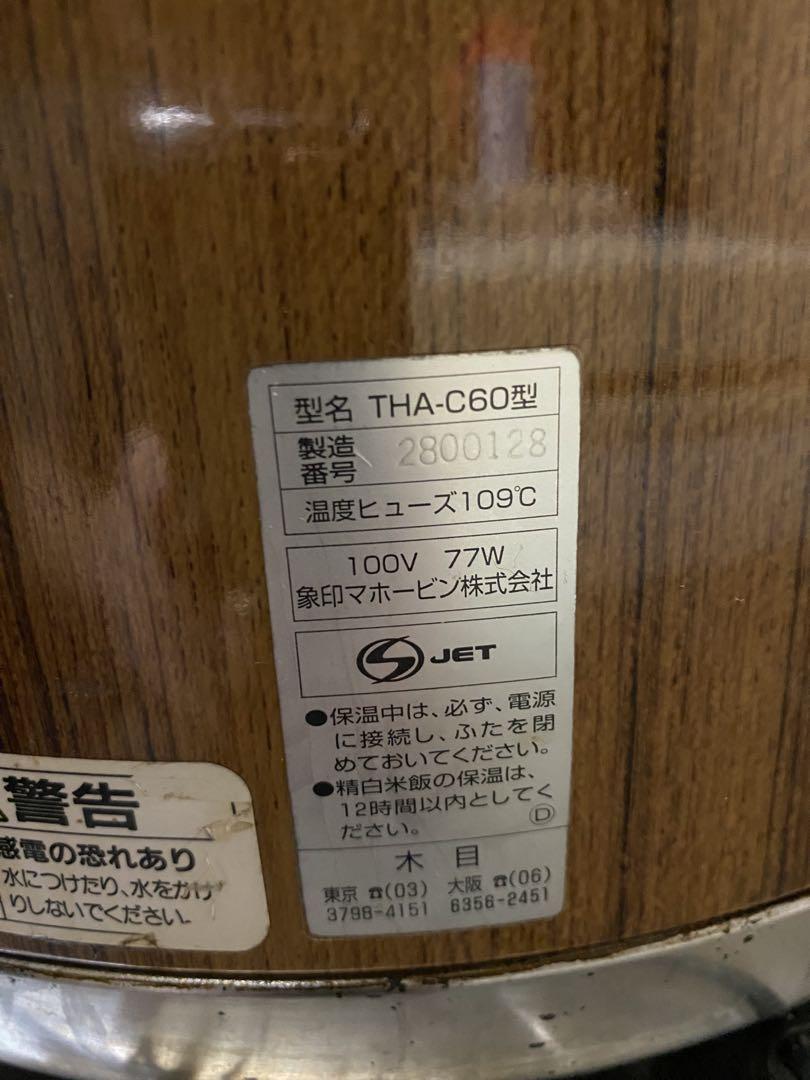 型名 THA-C60型
製造
番号 2800128
温度ヒューズ109℃
100V 77W
象印マホービン株式会社
JET
●保温中は、必ず、電源
に接続し、ふたを閉
めておいてください。
●精白米飯の保温は、
12時間以内としてく
ださい。 Ⓓ
木目
東京 ☎(03) 大阪 ☎(06)
3798-4151 6356-2451
警告
感電の恐れあり
水につけたり、水をかけ
りしないでください。